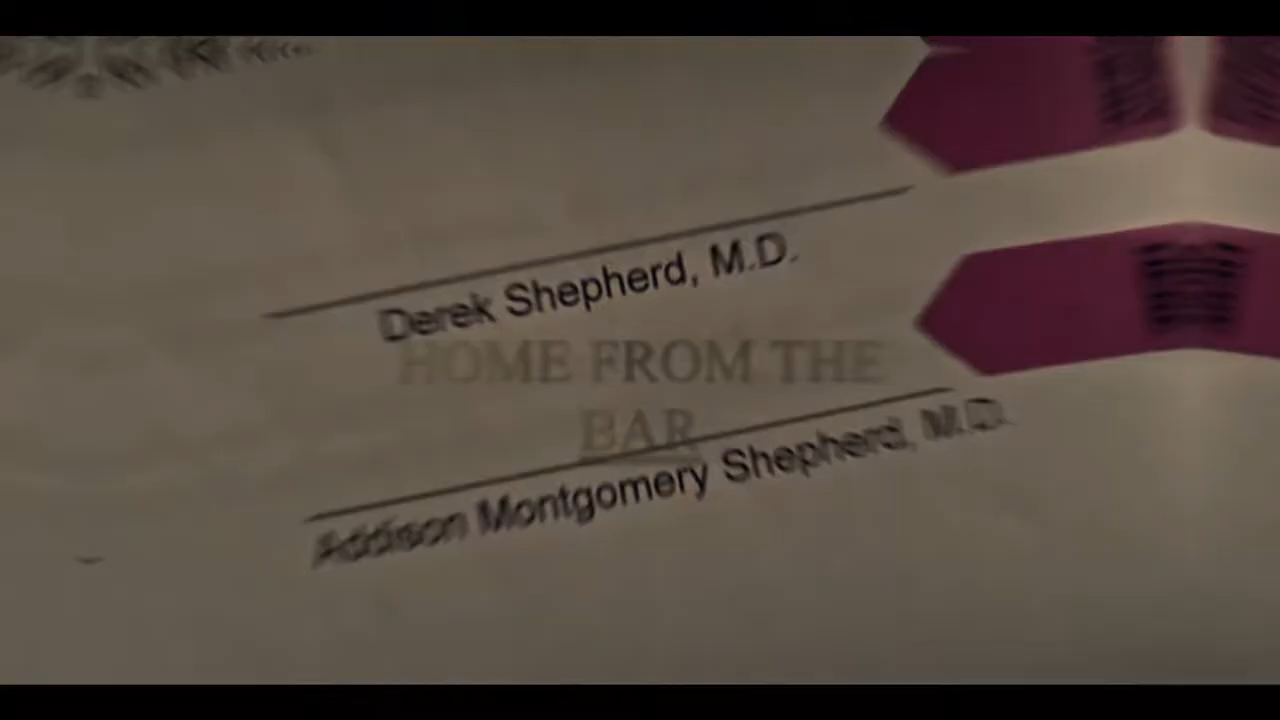 Derek Shepherd, M.D.
HOME FROM THE
BAR
Addison Montgomery Shepherd, M.D.